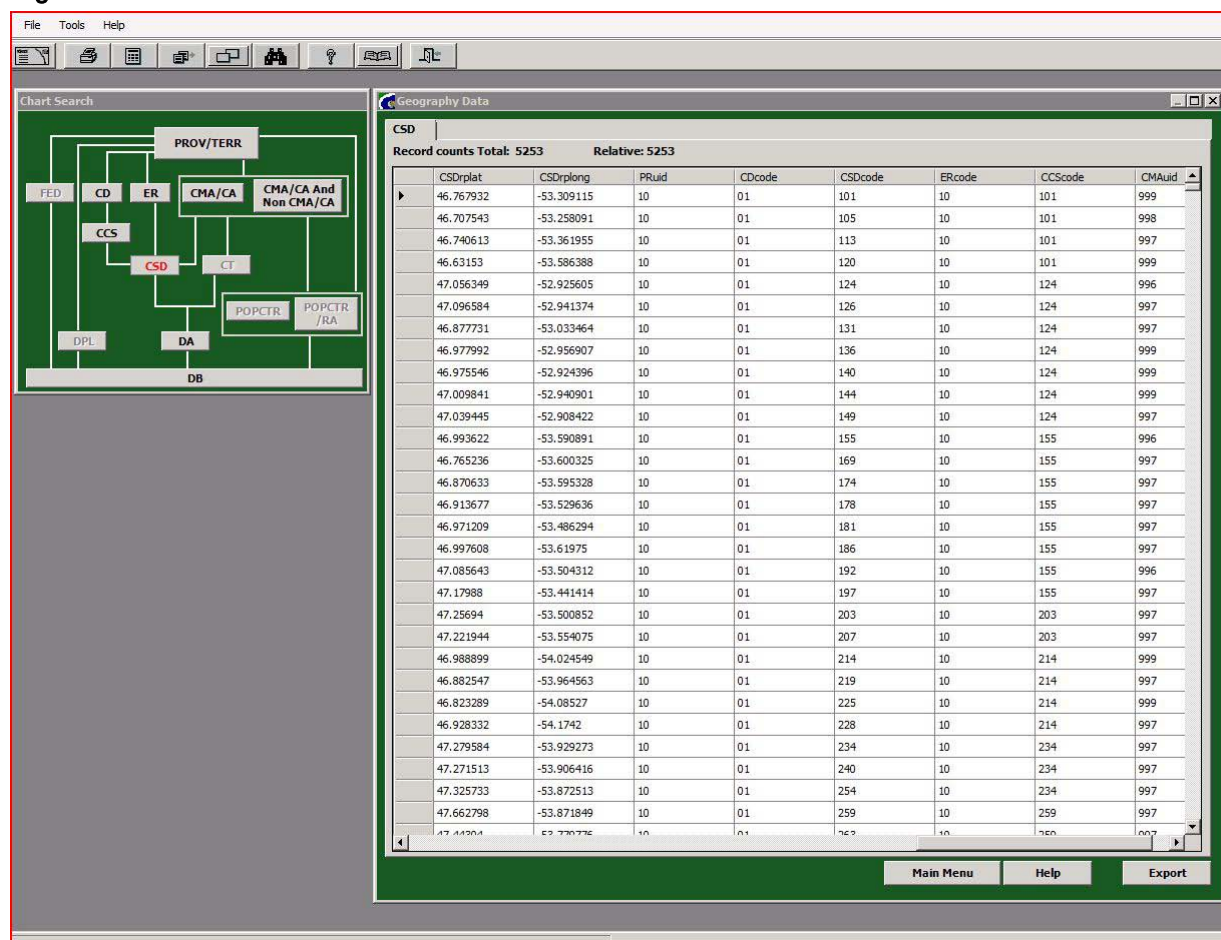 File Tools Help
Chart Search
PROV/TERR
FED CD ER CMA/CA CMA/CA And Non CMA/CA
CCS
CSD CT
POPCTR POPCTR /RA
DPL DA
DB
Geography Data
CSD
Record counts Total: 5253 Relative: 5253
CSDrplat CSDrplong PRuid CDcode CSDcode ERcode CCScode CMAuid
46.767932 -53.309115 10 01 101 10 101 999
46.707543 -53.258091 10 01 105 10 101 998
46.740613 -53.361955 10 01 113 10 101 997
46.63153 -53.586388 10 01 120 10 101 999
47.056349 -52.925605 10 01 124 10 124 996
47.096584 -52.941374 10 01 126 10 124 997
46.877731 -53.033464 10 01 131 10 124 997
46.977992 -52.956907 10 01 136 10 124 999
46.975546 -52.924396 10 01 140 10 124 999
47.009841 -52.940901 10 01 144 10 124 999
47.039445 -52.908422 10 01 149 10 124 997
46.993622 -53.590891 10 01 155 10 155 996
46.765236 -53.600325 10 01 169 10 155 997
46.870633 -53.595328 10 01 174 10 155 997
46.913677 -53.529636 10 01 178 10 155 997
46.971209 -53.486294 10 01 181 10 155 997
46.997608 -53.61975 10 01 186 10 155 997
47.085643 -53.504312 10 01 192 10 155 996
47.17988 -53.441414 10 01 197 10 155 997
47.25694 -53.500852 10 01 203 10 203 997
47.221944 -53.554075 10 01 207 10 203 997
46.988899 -54.024549 10 01 214 10 214 999
46.882547 -53.964563 10 01 219 10 214 997
46.823289 -54.08527 10 01 225 10 214 999
46.928332 -54.1742 10 01 228 10 214 997
47.279584 -53.929273 10 01 234 10 234 997
47.271513 -53.906416 10 01 240 10 234 997
47.325733 -53.872513 10 01 254 10 234 997
47.662798 -53.871849 10 01 259 10 259 997
Main Menu Help Export